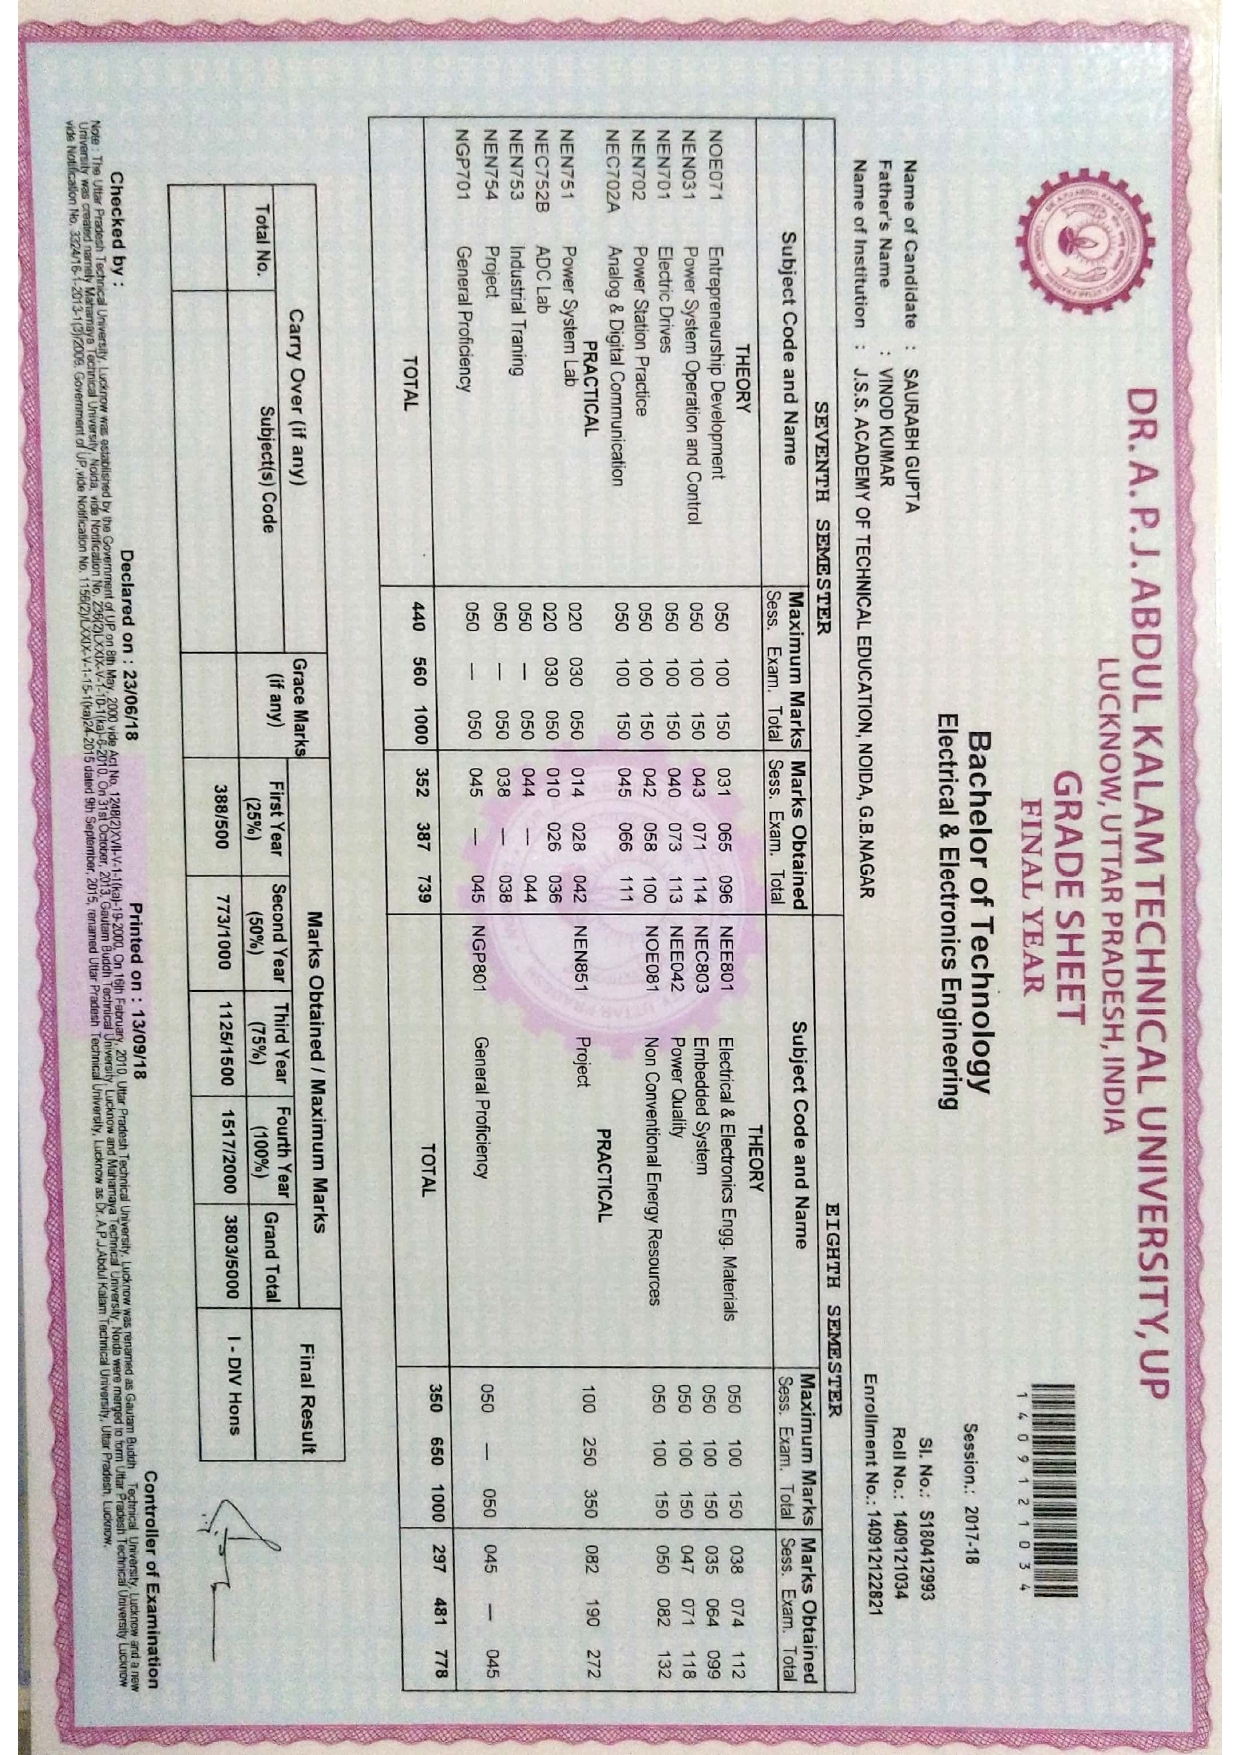 DR. A. P. J. ABDUL KALAM TECHNICAL UNIVERSITY, UP
LUCKNOW, UTTAR PRADESH, INDIA
GRADE SHEET
FINAL YEAR
1409121034
Bachelor of Technology
Electrical & Electronics Engineering
Session.: 2017-18
Sl. No.: S180412993
Roll No.: 1409121034
Enrollment No.: 140912122821
Name of Candidate : SAURABH GUPTA
Father's Name : VINOD KUMAR
Name of Institution : J.S.S. ACADEMY OF TECHNICAL EDUCATION, NOIDA, G.B.NAGAR
SEVENTH SEMESTER
Subject Code and Name Maximum Marks Marks Obtained
Sess. Exam. Total Sess. Exam. Total
THEORY
NOE071 Entrepreneurship Development 050 100 150 031 065 096
NEN031 Power System Operation and Control 050 100 150 043 071 114
NEN701 Electric Drives 050 100 150 040 073 113
NEN702 Power Station Practice 050 100 150 042 058 100
NEC702A Analog & Digital Communication 050 100 150 045 066 111
PRACTICAL
NEN751 Power System Lab 020 030 050 014 028 042
NEC752B ADC Lab 020 030 050 010 026 036
NEN753 Industrial Traning 050 — 050 044 — 044
NEN754 Project 050 — 050 038 — 038
NGP701 General Proficiency 050 — 050 045 — 045
TOTAL 440 560 1000 352 387 739
EIGHTH SEMESTER
Subject Code and Name Maximum Marks Marks Obtained
Sess. Exam. Total Sess. Exam. Total
THEORY
NEE801 Electrical & Electronics Engg. Materials 050 100 150 038 074 112
NEC803 Embedded System 050 100 150 035 064 099
NEE042 Power Quality 050 100 150 047 071 118
NOE081 Non Conventional Energy Resources 050 100 150 050 082 132
PRACTICAL
NEN851 Project 100 250 350 082 190 272
NGP801 General Proficiency 050 — 050 045 — 045
TOTAL 350 650 1000 297 481 778
Carry Over (if any) Grace Marks (if any) Marks Obtained / Maximum Marks Final Result
Total No. Subject(s) Code First Year (25%) Second Year (50%) Third Year (75%) Fourth Year (100%) Grand Total
388/500 773/1000 1125/1500 1517/2000 3803/5000 I - DIV Hons
Controller of Examination
Checked by : Declared on : 23/06/18 Printed on : 13/09/18
Note : The Uttar Pradesh Technical University, Lucknow was established by the Government of UP on 8th May, 2000 vide Act No. 1248(2)XVII-V-1-1(ka)-19-2000. On 16th February, 2010, Uttar Pradesh Technical University, Lucknow was renamed as Gautam Buddh Technical University, Lucknow and a new
University was created namely Mahamaya Technical University, Noida, vide Notification No. 236(2)LXXIX-V-1-10-1(ka)-6-2010. On 31st October, 2013, Gautam Buddh Technical University, Lucknow and Mahamaya Technical University, Noida were merged to form Uttar Pradesh Technical University Lucknow
vide Notification No. 3324/16-1-2013-1(3)/2009. Government of UP,vide Notification No. 1156(2)/LXXIX-V-1-15-1(ka)24-2015 dated 9th September, 2015, renamed Uttar Pradesh Technical University, Lucknow as Dr. A.P.J.Abdul Kalam Technical University, Uttar Pradesh, Lucknow.